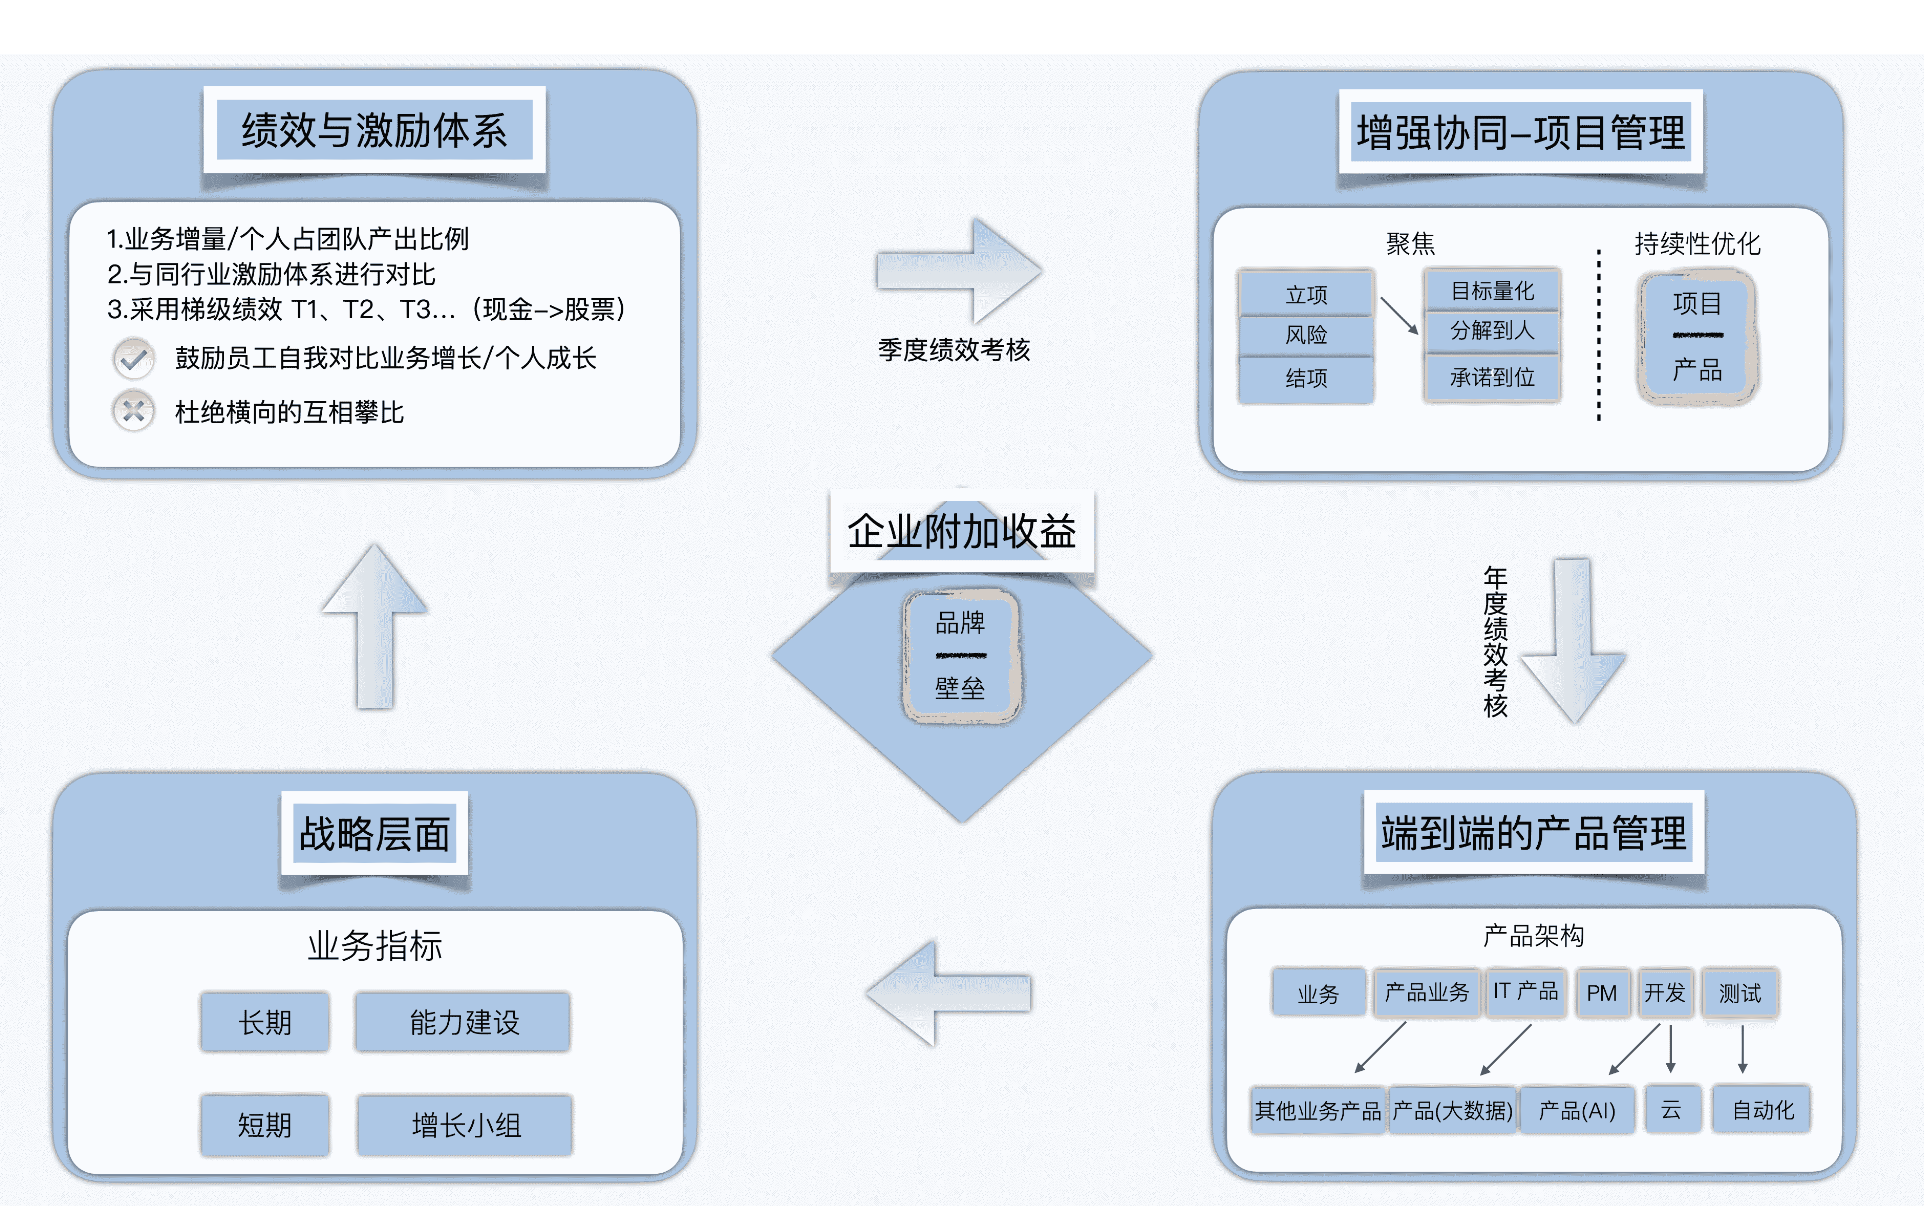 绩效与激励体系
1.业务增量/个人占团队产出比例
2.与同行业激励体系进行对比
3.采用梯级绩效 T1、T2、T3...（现金->股票）
鼓励员工自我对比业务增长/个人成长
杜绝横向的互相攀比
季度绩效考核
增强协同-项目管理
聚焦
持续性优化
立项
风险
结项
目标量化
分解到人
承诺到位
项目
产品
企业附加收益
品牌
壁垒
年度绩效考核
战略层面
业务指标
长期
能力建设
短期
增长小组
端到端的产品管理
产品架构
业务
产品业务
IT 产品
PM
开发
测试
其他业务产品
产品(大数据)
产品(AI)
云
自动化